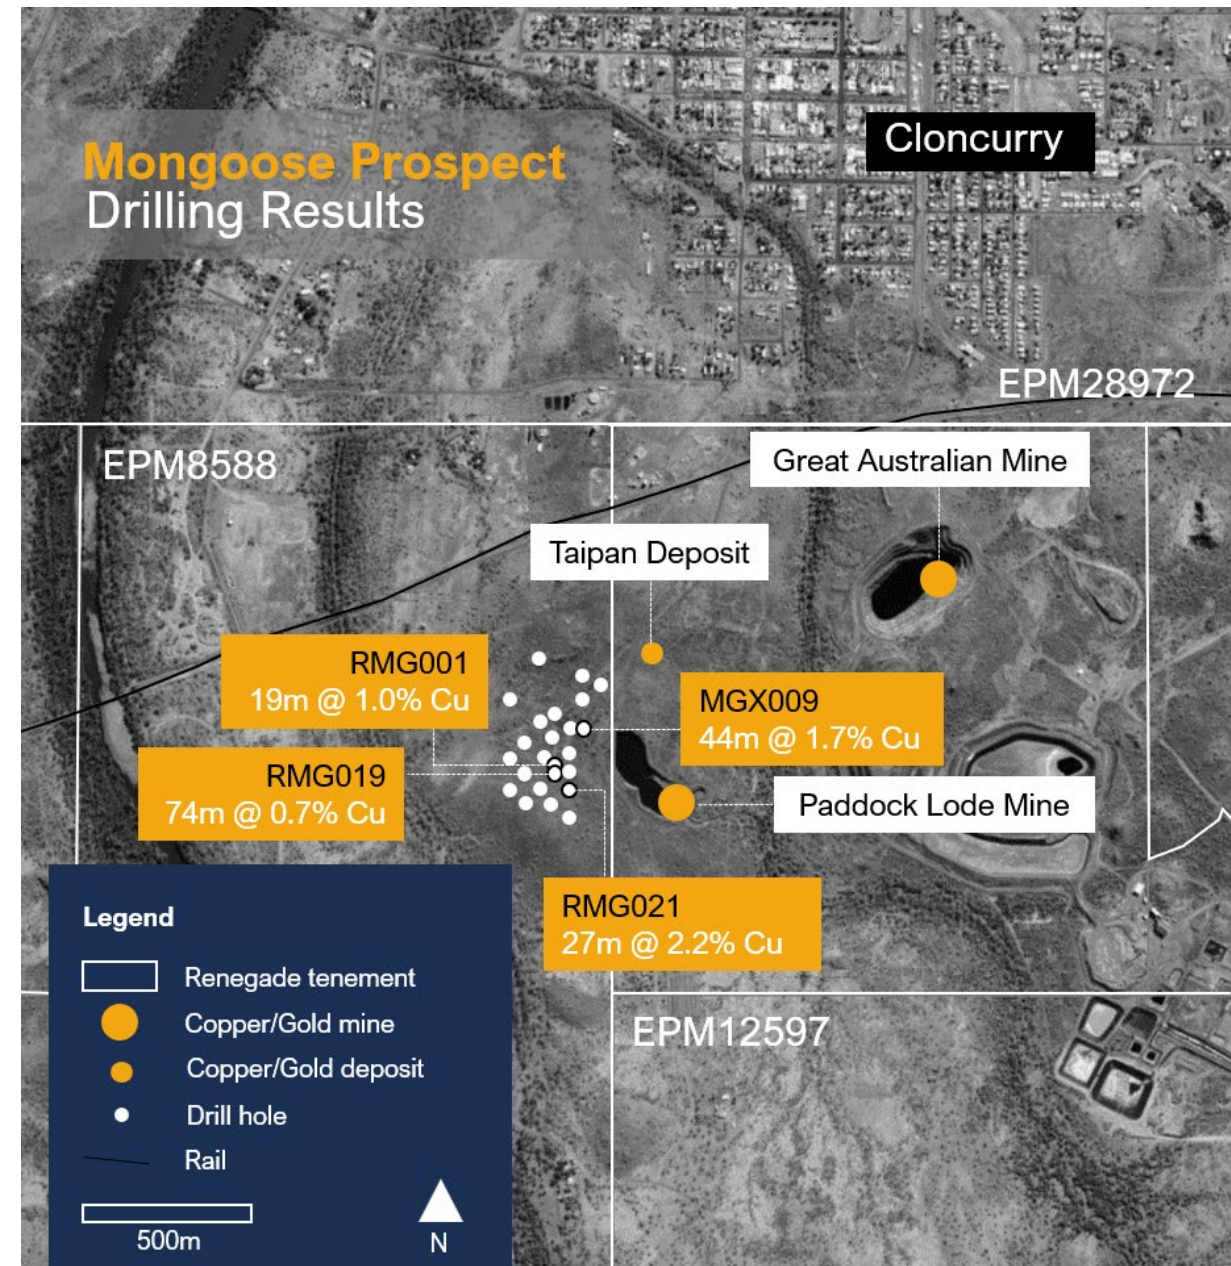 Cloncurry
Mongoose Prospect
Drilling Results
EPM28972
EPM8588
Great Australian Mine
Taipan Deposit
RMG001
19m @ 1.0% Cu
MGX009
44m @ 1.7% Cu
RMG019
74m @ 0.7% Cu
Paddock Lode Mine
RMG021
27m @ 2.2% Cu
Legend
Renegade tenement
Copper/Gold mine
Copper/Gold deposit
Drill hole
Rail
500m
N
EPM12597